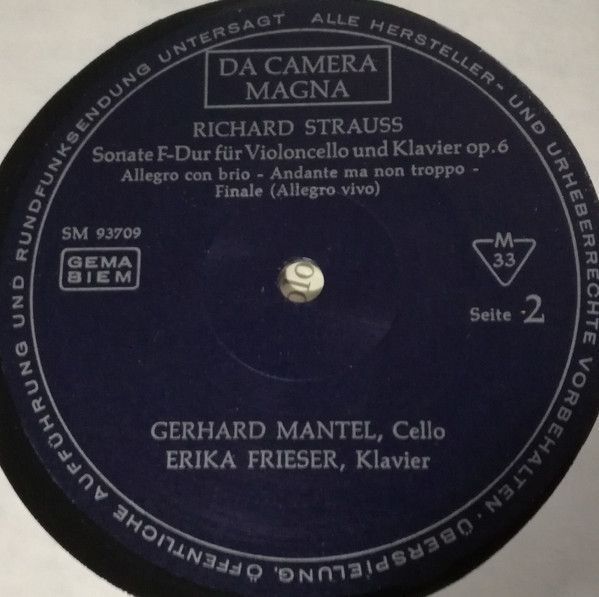 DA CAMERA
MAGNA
RICHARD STRAUSS
Sonate F-Dur für Violoncello und Klavier op.6
Allegro con brio - Andante ma non troppo -
Finale (Allegro vivo)
SM 93709
GEMA
BIEM
M
33
Seite 2
GERHARD MANTEL, Cello
ERIKA FRIESER, Klavier
ALLE HERSTELLER- UND URHEBERRECHTE VORBEHALTEN · ÜBERSPIELUNG, ÖFFENTLICHE AUFFÜHRUNG UND RUNDFUNKSENDUNG UNTERSAGT